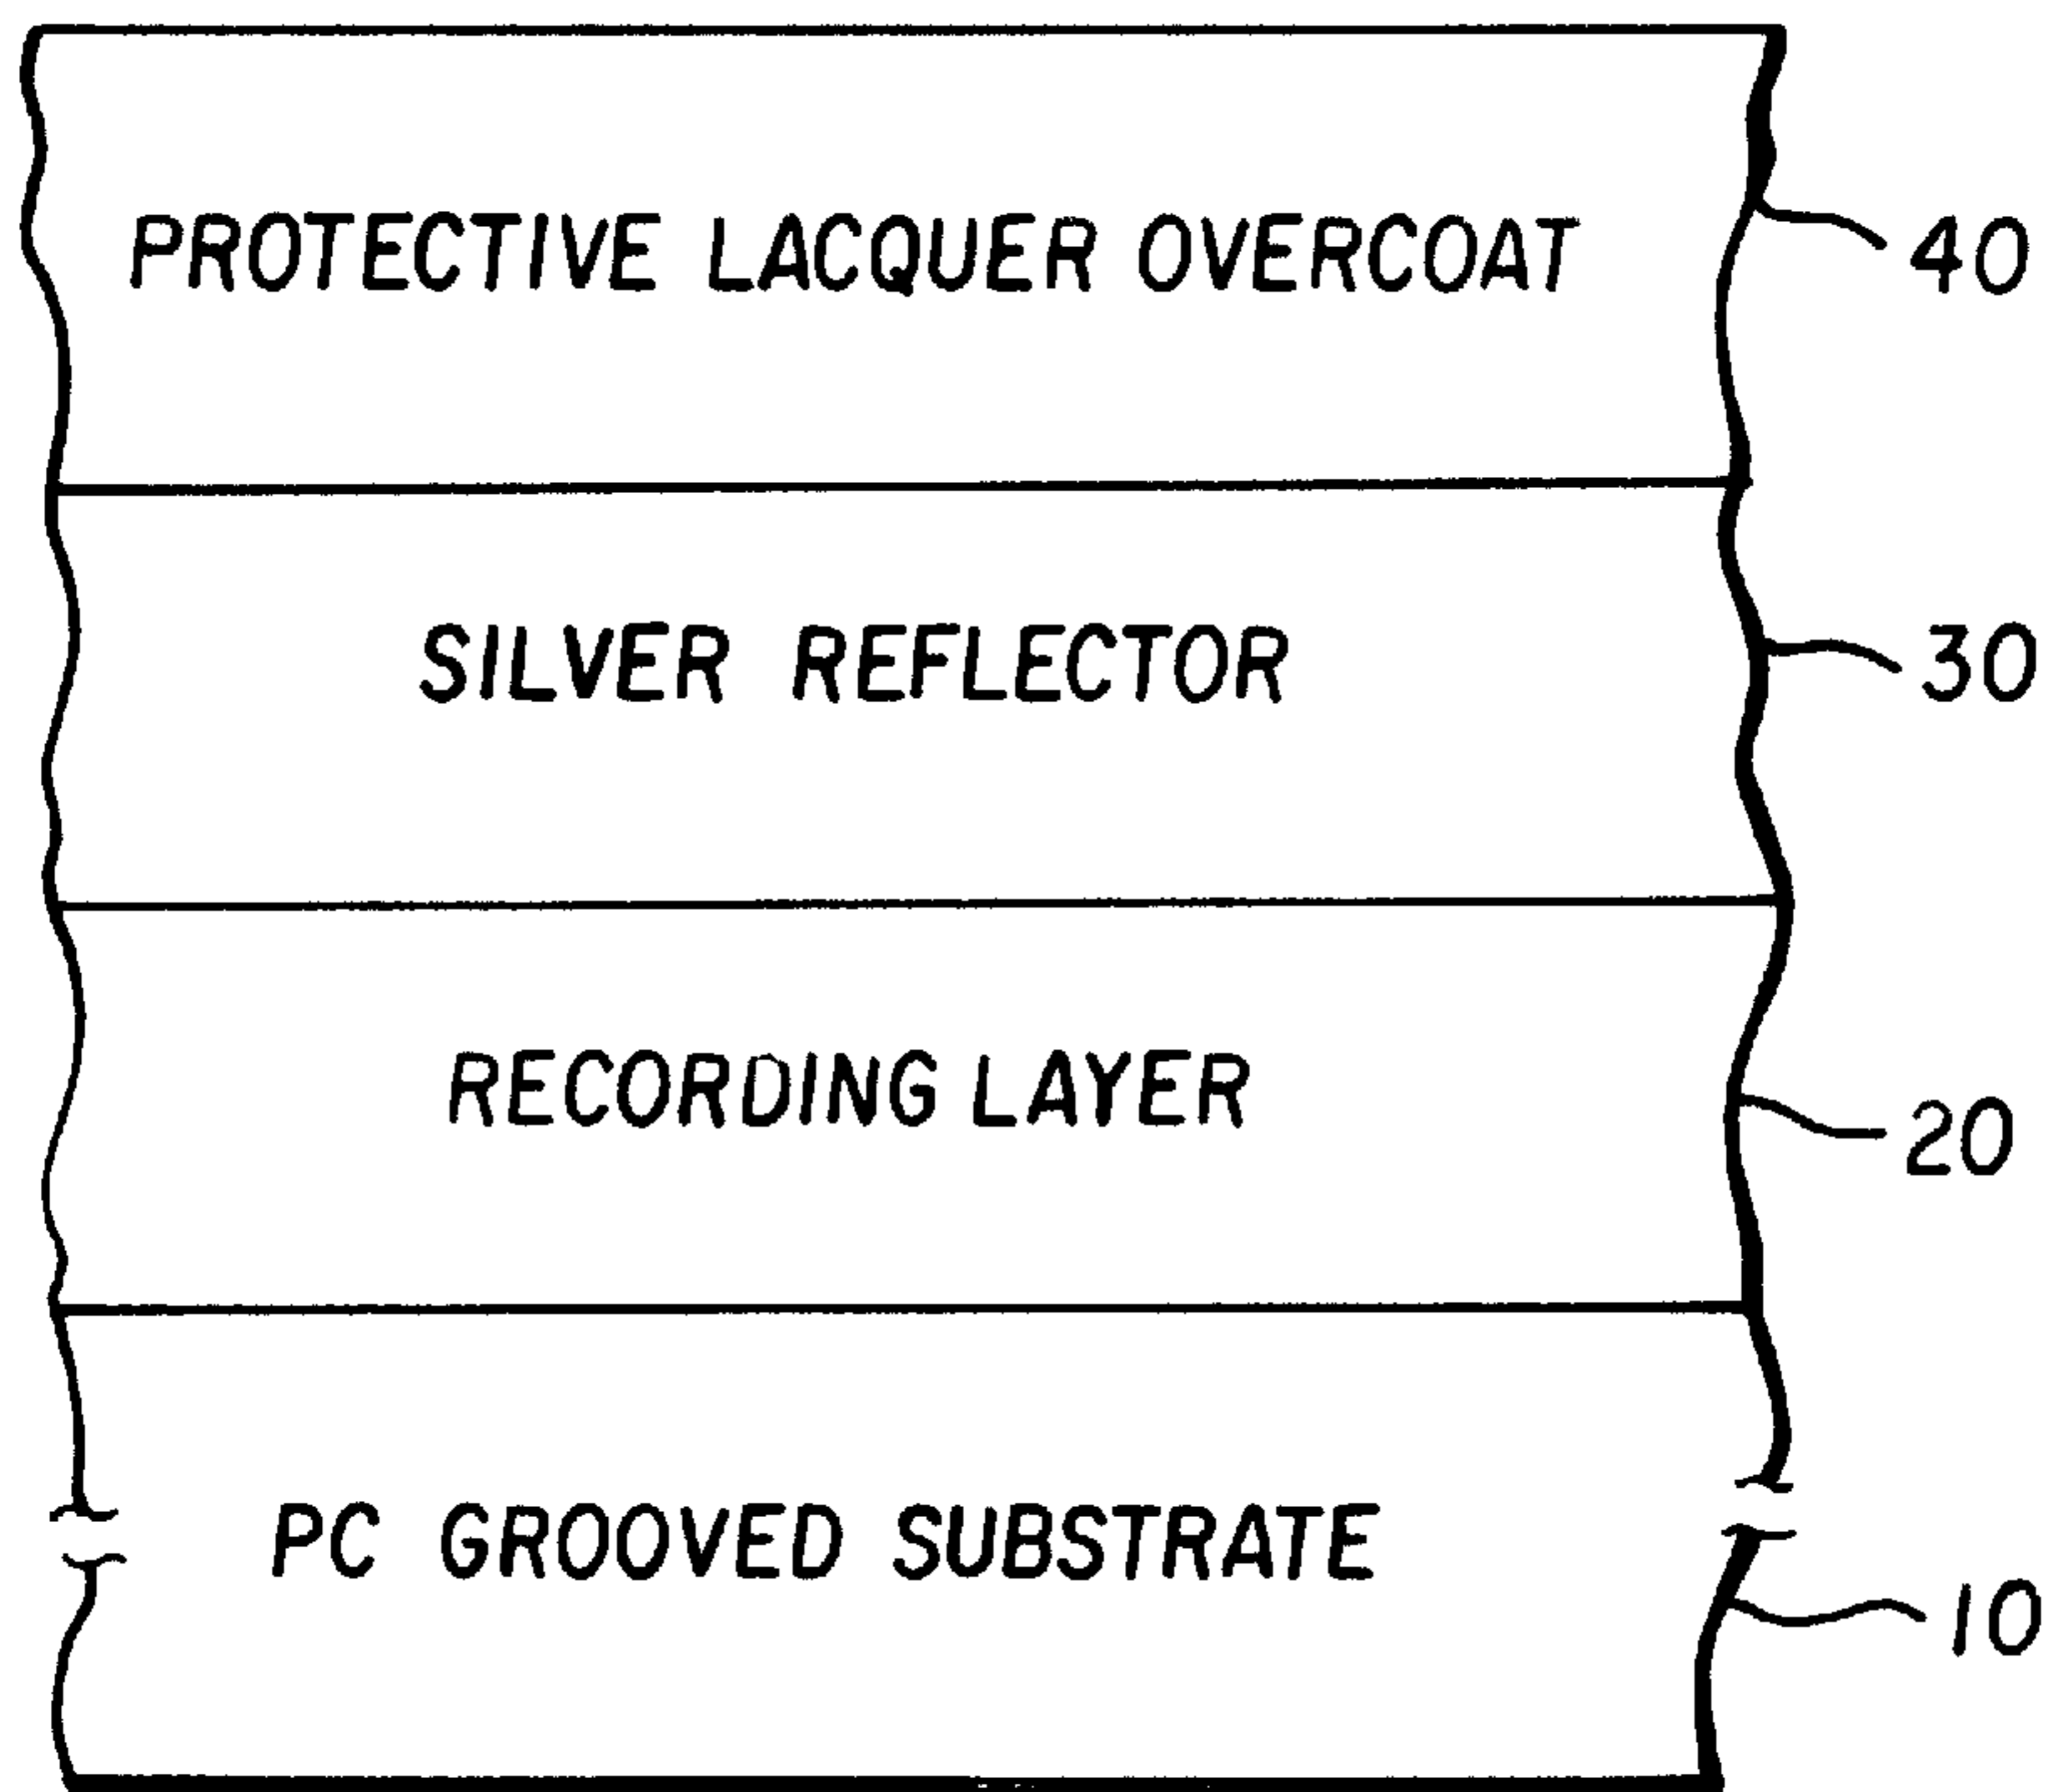 PROTECTIVE LACQUER OVERCOAT
40
SILVER REFLECTOR
30
RECORDING LAYER
20
PC GROOVED SUBSTRATE
10